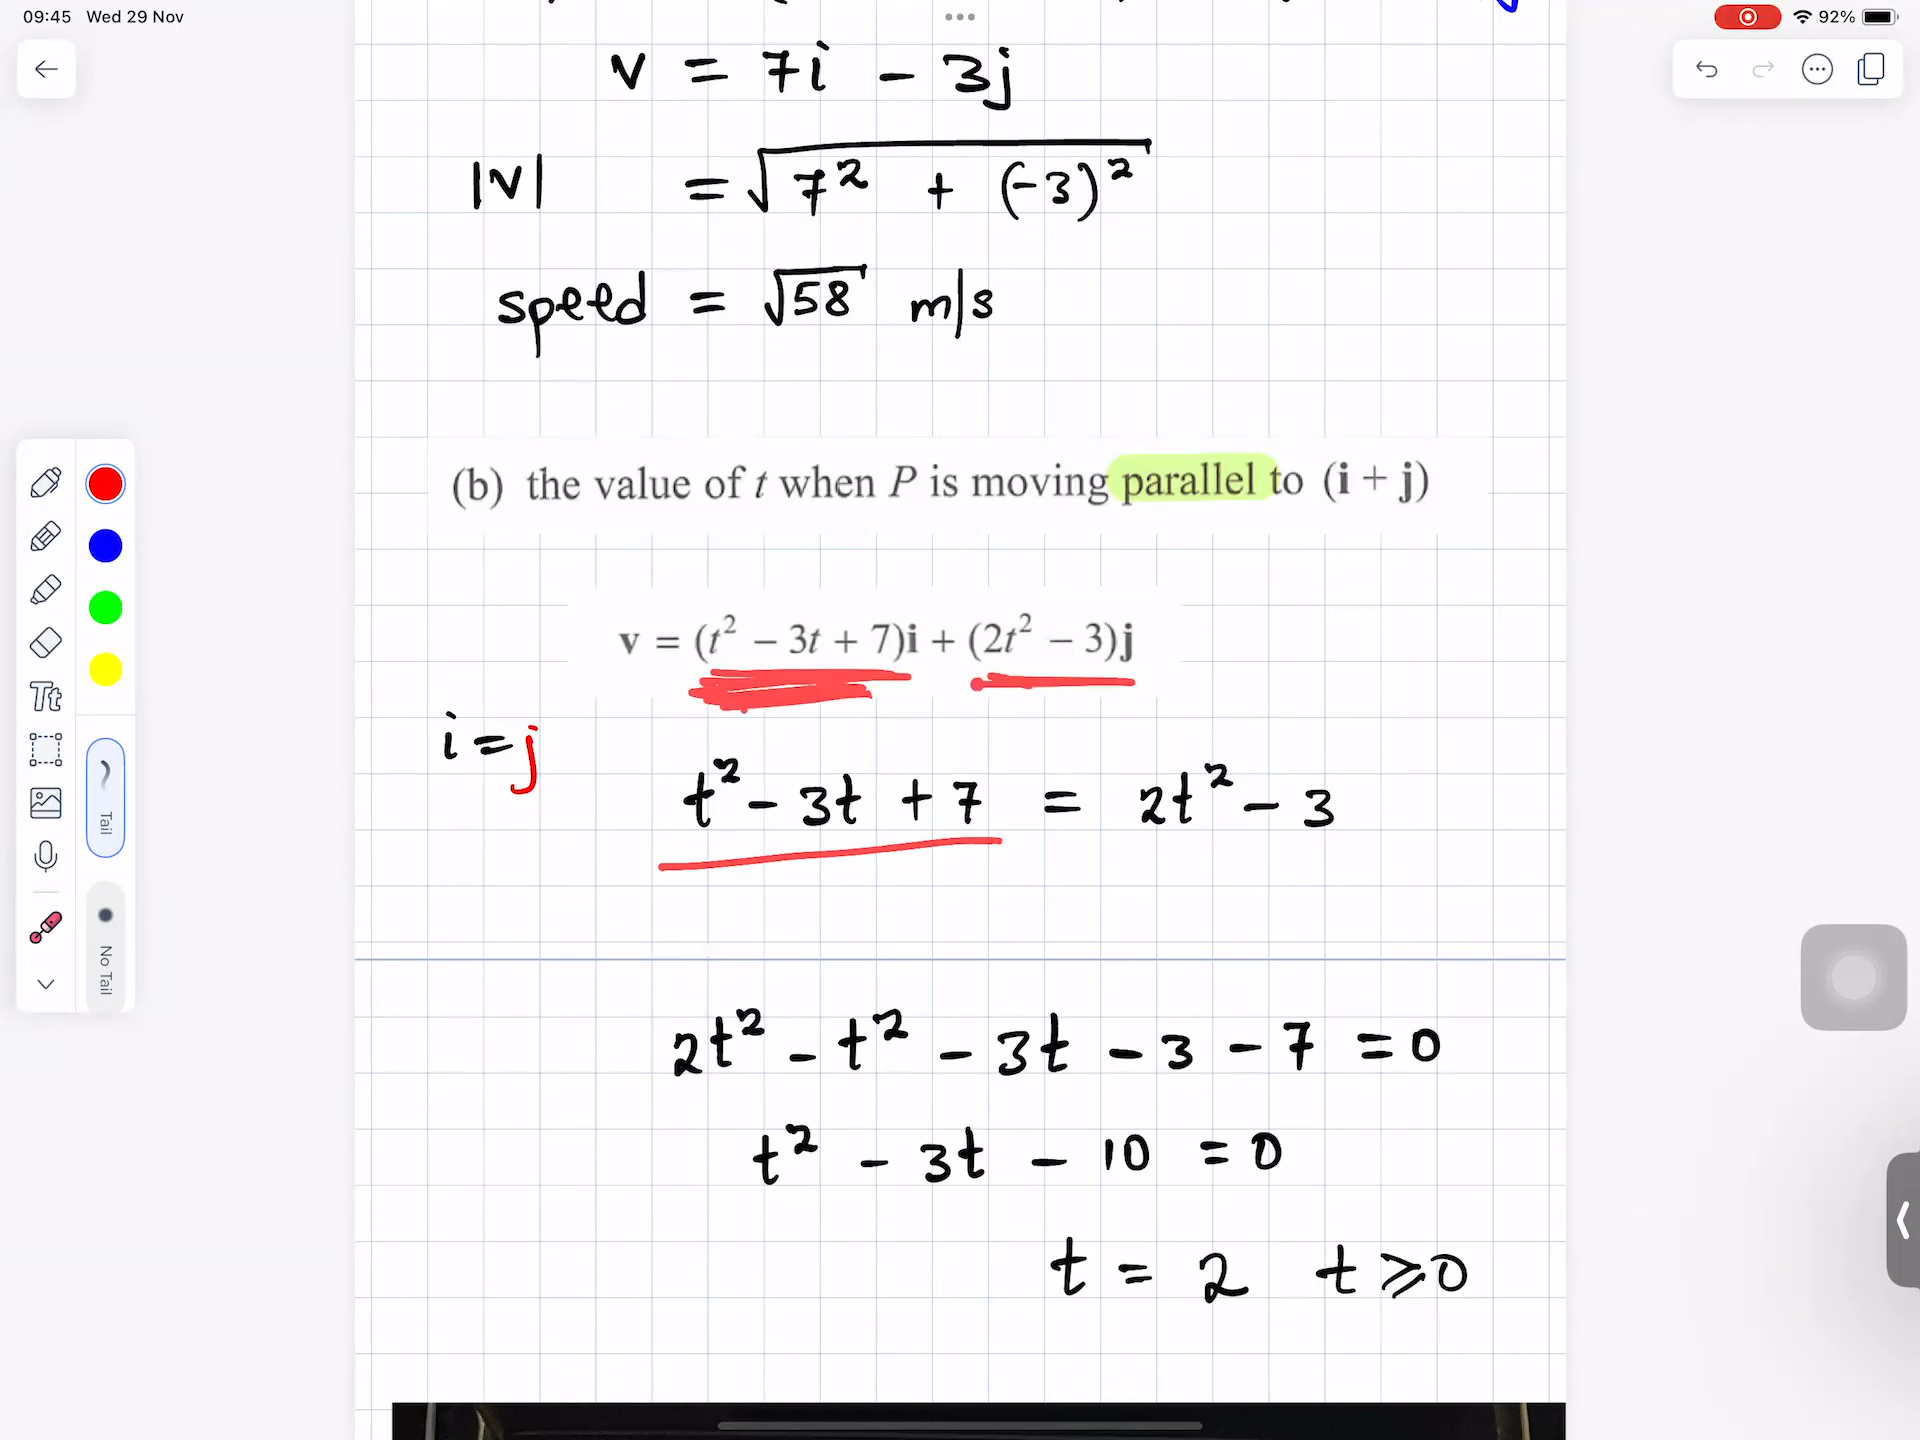 09:45 Wed 29 Nov
92%
v = 7i - 3j
|v| = √7² + (-3)²
speed = √58 m/s
(b) the value of t when P is moving parallel to (i + j)
v = (t² − 3t + 7)i + (2t² − 3)j
i = j
t² - 3t + 7 = 2t² - 3
2t² - t² - 3t - 3 - 7 = 0
t² - 3t - 10 = 0
t = 2 t ⩾ 0
Tt
Tail
No Tail